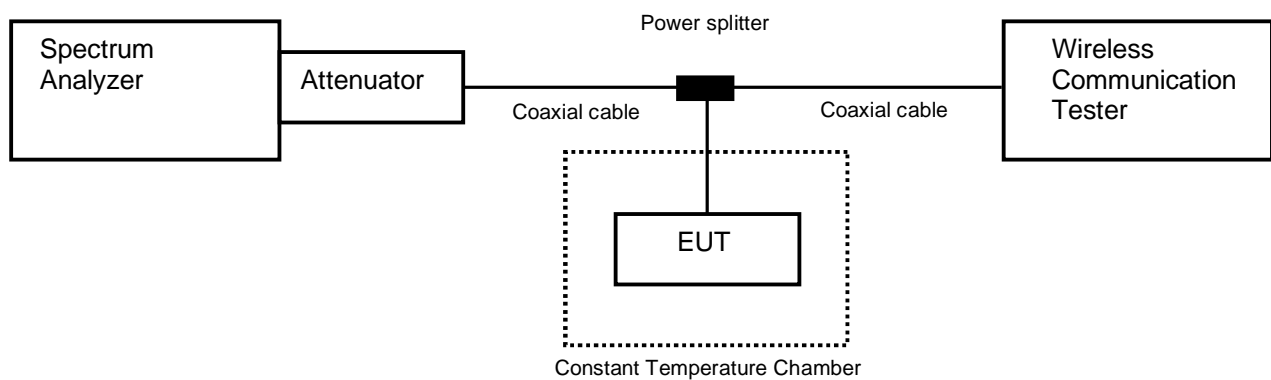 Power splitter
Spectrum
Analyzer
Attenuator
Coaxial cable
Coaxial cable
Wireless
Communication
Tester
EUT
Constant Temperature Chamber